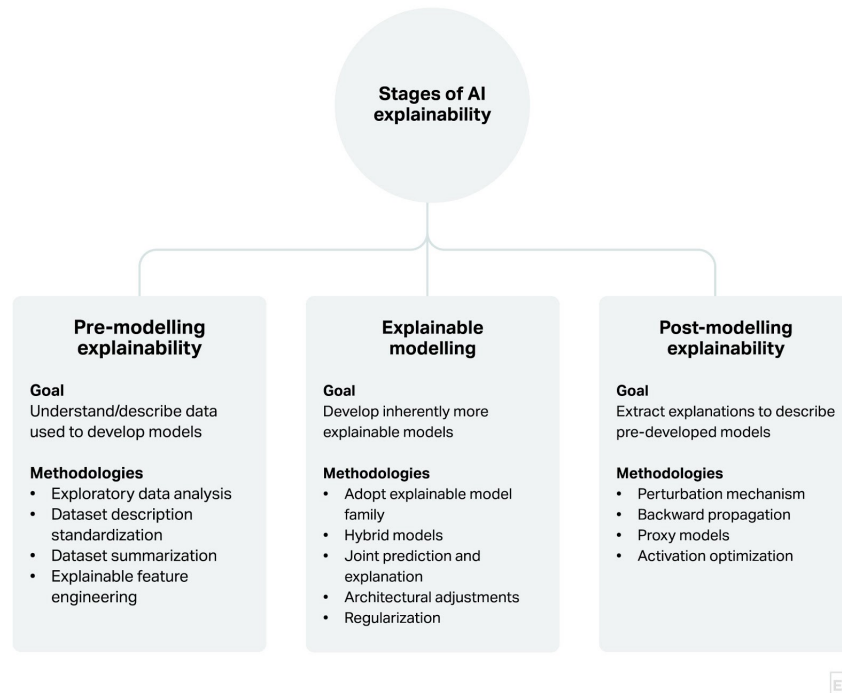 Stages of AI
explainability
Pre-modelling
explainability
Goal
Understand/describe data
used to develop models
Methodologies
• Exploratory data analysis
• Dataset description
standardization
• Dataset summarization
• Explainable feature
engineering
Explainable
modelling
Goal
Develop inherently more
explainable models
Methodologies
• Adopt explainable model
family
• Hybrid models
• Joint prediction and
explanation
• Architectural adjustments
• Regularization
Post-modelling
explainability
Goal
Extract explanations to describe
pre-developed models
Methodologies
• Perturbation mechanism
• Backward propagation
• Proxy models
• Activation optimization